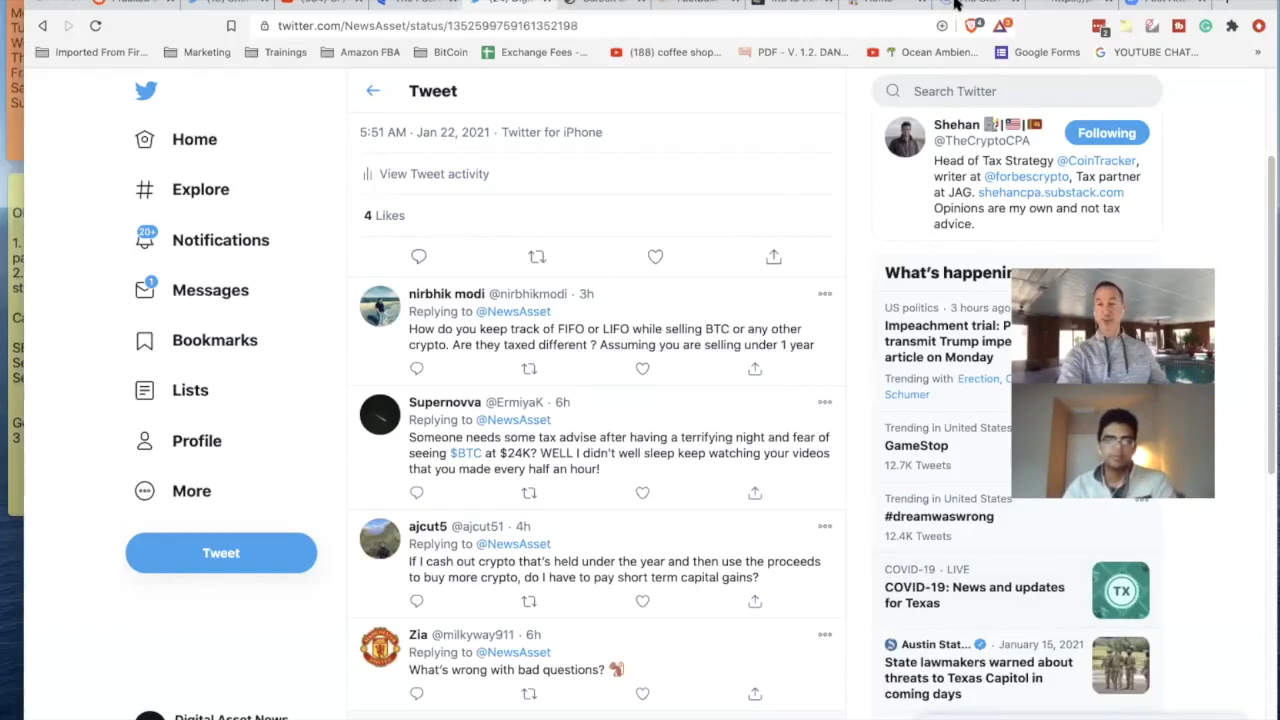 twitter.com/NewsAsset/status/1352599759161352198
Imported From Fir...
Marketing
Trainings
Amazon FBA
BitCoin
Exchange Fees -...
(188) coffee shop...
PDF - V. 1.2. DAN...
Ocean Ambien...
Google Forms
YOUTUBE CHAT...
»
Tweet
Search Twitter
Home
Explore
20+
Notifications
1
Messages
Bookmarks
Lists
Profile
More
Tweet
5:51 AM · Jan 22, 2021 · Twitter for iPhone
View Tweet activity
4 Likes
nirbhik modi @nirbhikmodi · 3h
Replying to @NewsAsset
How do you keep track of FIFO or LIFO while selling BTC or any other
crypto. Are they taxed different ? Assuming you are selling under 1 year
Supernovva @ErmiyaK · 6h
Replying to @NewsAsset
Someone needs some tax advise after having a terrifying night and fear of
seeing $BTC at $24K? WELL I didn't well sleep keep watching your videos
that you made every half an hour!
ajcut5 @ajcut51 · 4h
Replying to @NewsAsset
If I cash out crypto that's held under the year and then use the proceeds
to buy more crypto, do I have to pay short term capital gains?
Zia @milkyway911 · 6h
Replying to @NewsAsset
What's wrong with bad questions?
Shehan
@TheCryptoCPA
Following
Head of Tax Strategy @CoinTracker,
writer at @forbescrypto, Tax partner
at JAG. shehancpa.substack.com
Opinions are my own and not tax
advice.
What's happenin
US politics · 3 hours ago
Impeachment trial: P
transmit Trump impe
article on Monday
Trending with Erection, C
Schumer
Trending in United States
GameStop
12.7K Tweets
Trending in United States
#dreamwaswrong
12.4K Tweets
COVID-19 · LIVE
COVID-19: News and updates
for Texas
TX
Austin Stat... · January 15, 2021
State lawmakers warned about
threats to Texas Capitol in
coming days
Digital Asset News